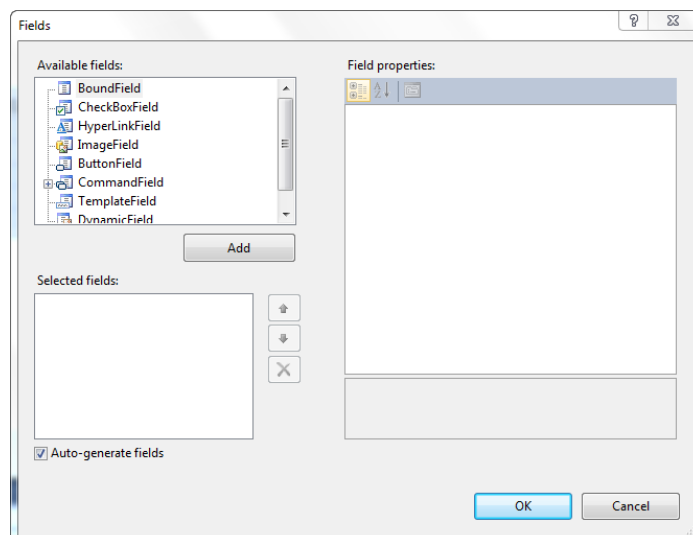 Fields
Available fields:
BoundField
CheckBoxField
HyperLinkField
ImageField
ButtonField
CommandField
TemplateField
DynamicField
Add
Selected fields:
Auto-generate fields
Field properties:
OK
Cancel